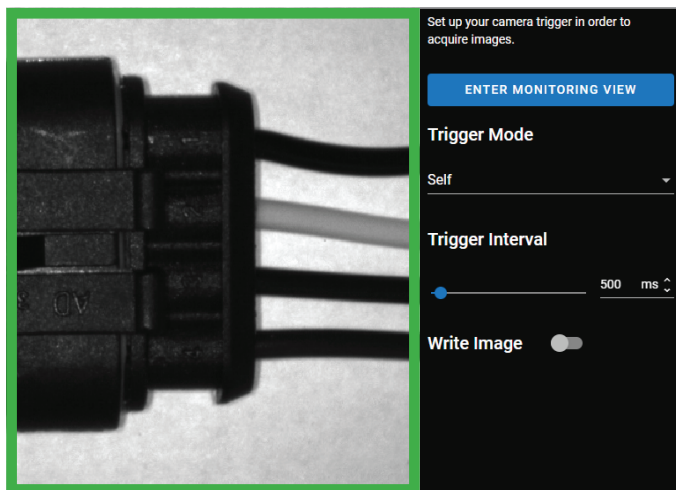 Set up your camera trigger in order to
acquire images.
ENTER MONITORING VIEW
Trigger Mode
Self
Trigger Interval
500 ms
Write Image